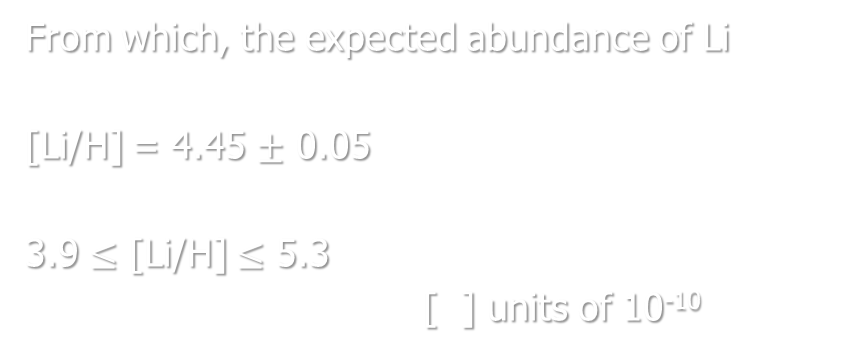 From which, the expected abundance of Li
[Li/H] = 4.45 ± 0.05
3.9 ≤ [Li/H] ≤ 5.3
[ ] units of 10⁻¹⁰